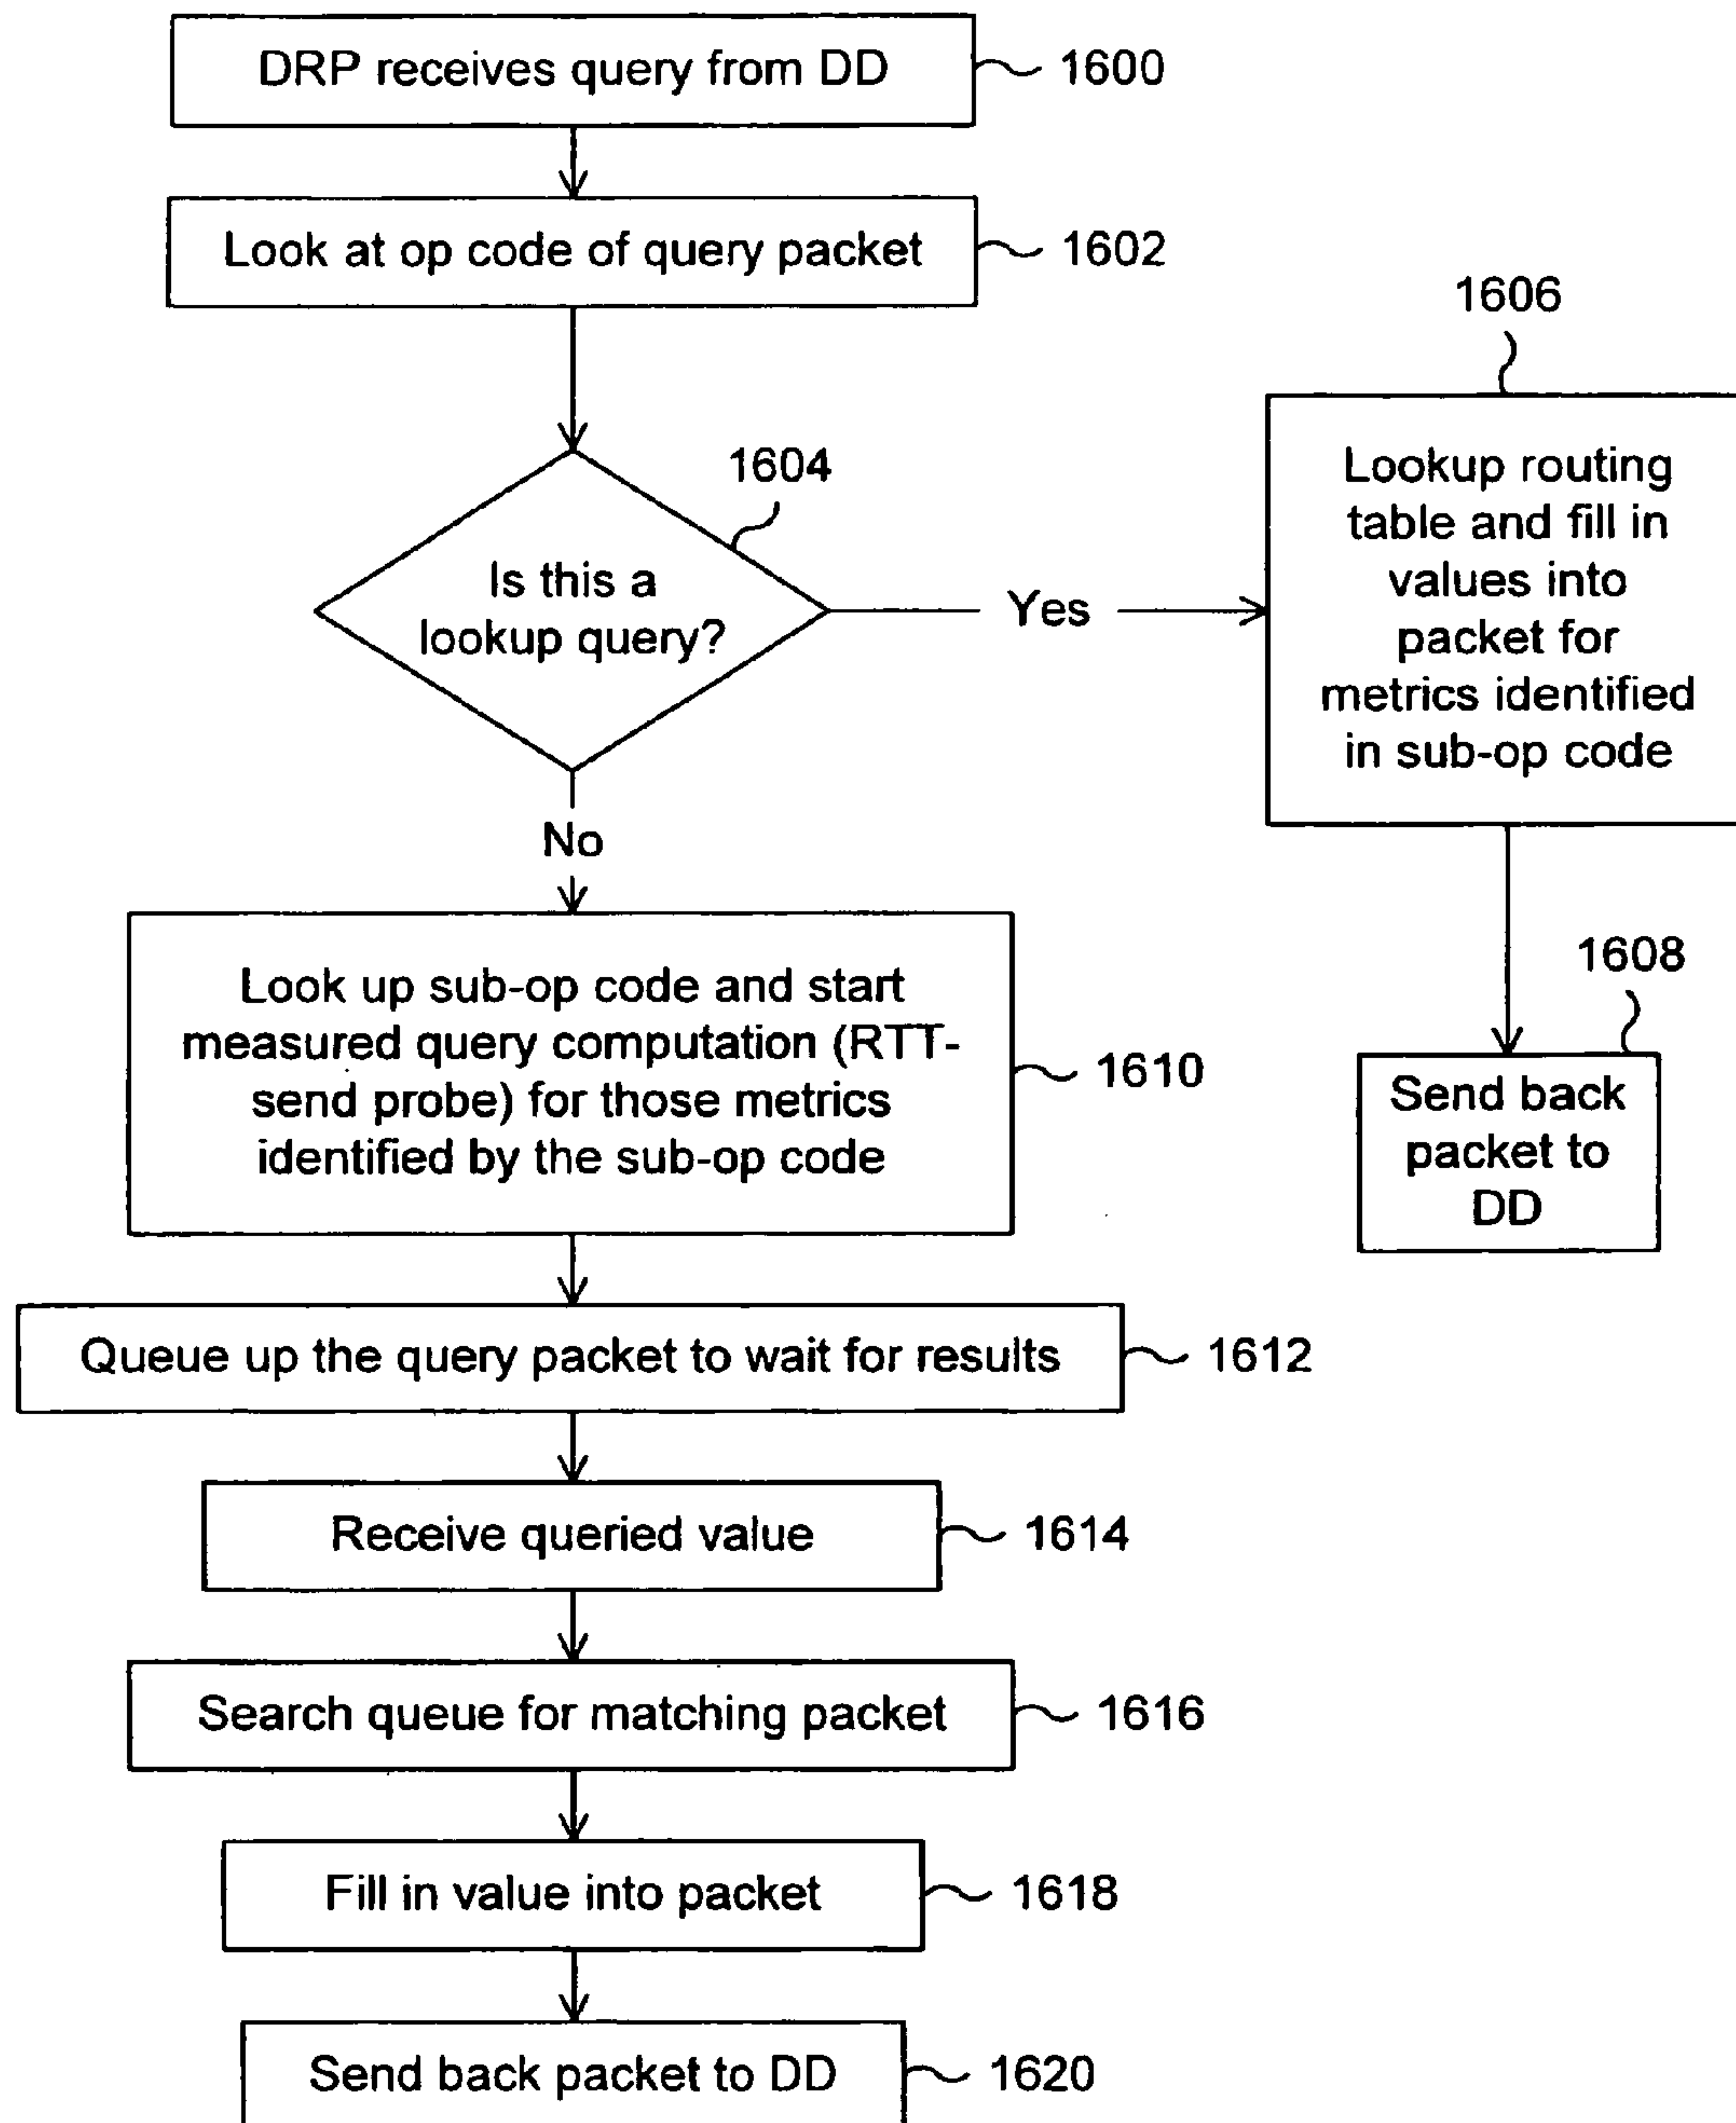 DRP receives query from DD
1600
Look at op code of query packet
1602
1604
Is this a
lookup query?
Yes
1606
Lookup routing
table and fill in
values into
packet for
metrics identified
in sub-op code
1608
Send back
packet to
DD
No
Look up sub-op code and start
measured query computation (RTT-
send probe) for those metrics
identified by the sub-op code
1610
Queue up the query packet to wait for results
1612
Receive queried value
1614
Search queue for matching packet
1616
Fill in value into packet
1618
Send back packet to DD
1620